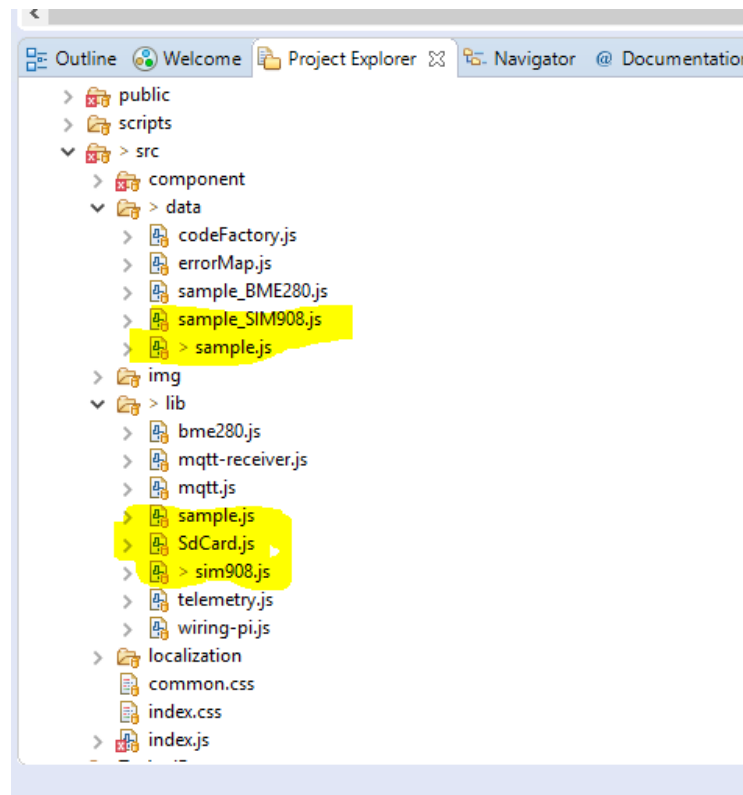 Outline Welcome Project Explorer Navigator @ Documentation
> public
> scripts
> src
> component
> data
> codeFactory.js
> errorMap.js
> sample_BME280.js
> sample_SIM908.js
> > sample.js
> img
> lib
> bme280.js
> mqtt-receiver.js
> mqtt.js
> sample.js
> SdCard.js
> > sim908.js
> telemetry.js
> wiring-pi.js
> localization
common.css
index.css
> index.js